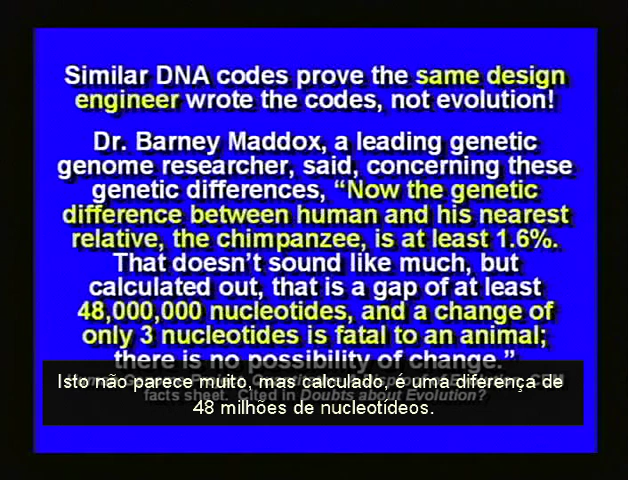 Similar DNA codes prove the same design
engineer wrote the codes, not evolution!
Dr. Barney Maddox, a leading genetic
genome researcher, said, concerning these
genetic differences, “Now the genetic
difference between human and his nearest
relative, the chimpanzee, is at least 1.6%.
That doesn’t sound like much, but
calculated out, that is a gap of at least
48,000,000 nucleotides, and a change of
only 3 nucleotides is fatal to an animal;
there is no possibility of change.”
facts sheet. Cited in Doubts about Evolution?
Isto não parece muito, mas calculado, é uma diferença de
48 milhões de nucleotídeos.